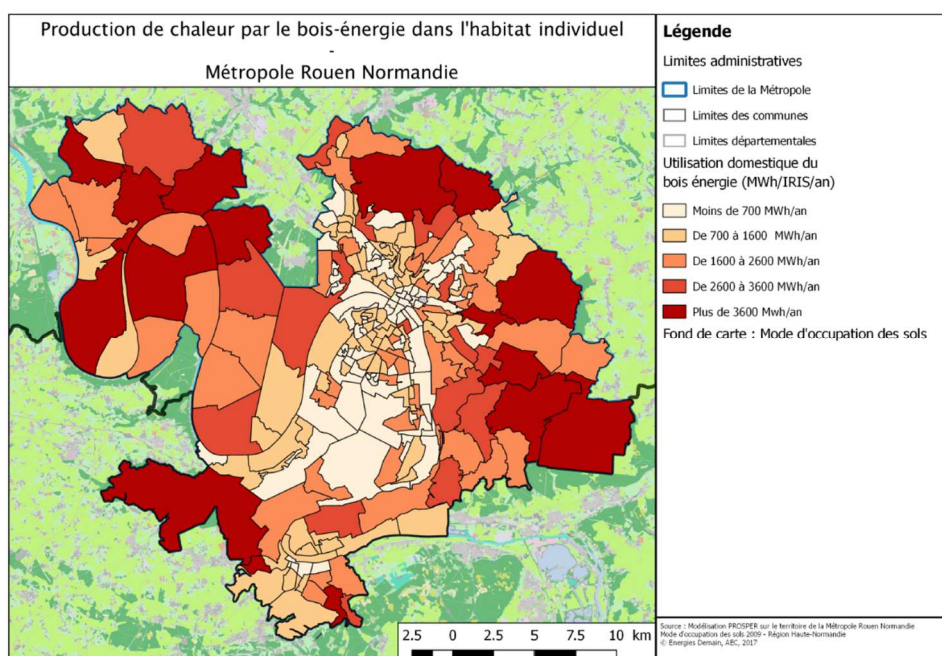 Production de chaleur par le bois-énergie dans l'habitat individuel
-
Métropole Rouen Normandie
Légende
Limites administratives
Limites de la Métropole
Limites des communes
Limites départementales
Utilisation domestique du
bois énergie (MWh/IRIS/an)
Moins de 700 MWh/an
De 700 à 1600 MWh/an
De 1600 à 2600 MWh/an
De 2600 à 3600 MWh/an
Plus de 3600 Mwh/an
Fond de carte : Mode d'occupation des sols
2.5 0 2.5 5 7.5 10 km
Source : Modélisation PROSPER sur le territoire de la Métropole Rouen Normandie
Mode d'occupation des sols 2009 - Région Haute-Normandie
© Energies Demain, AEC, 2017